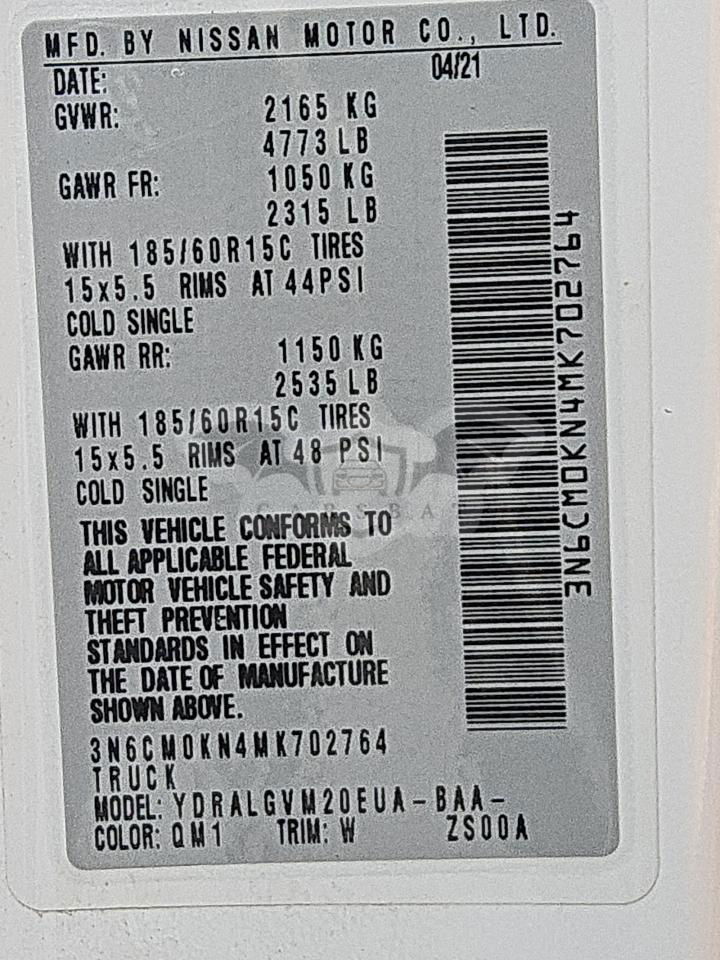 MFD. BY NISSAN MOTOR CO., LTD.
DATE: 04/21
GVWR: 2165 KG
4773 LB
GAWR FR: 1050 KG
2315 LB
WITH 185/60R15C TIRES
15x5.5 RIMS AT 44PSI
COLD SINGLE
GAWR RR: 1150 KG
2535 LB
WITH 185/60R15C TIRES
15x5.5 RIMS AT 48 PSI
COLD SINGLE
THIS VEHICLE CONFORMS TO
ALL APPLICABLE FEDERAL
MOTOR VEHICLE SAFETY AND
THEFT PREVENTION
STANDARDS IN EFFECT ON
THE DATE OF MANUFACTURE
SHOWN ABOVE.
3N6CM0KN4MK702764
TRUCK
MODEL: YDRALGVM20EUA-BAA-
COLOR: QM1 TRIM: W ZS00A
3N6CM0KN4MK702764